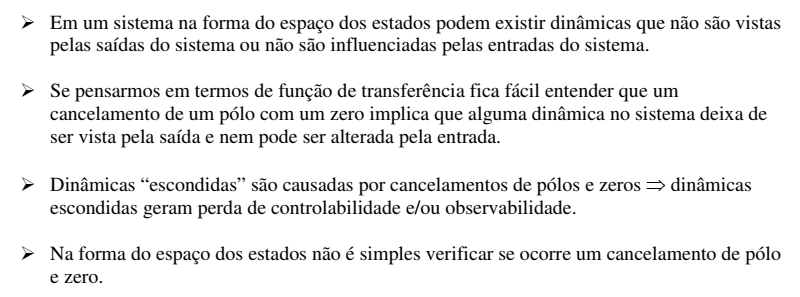 ➢ Em um sistema na forma do espaço dos estados podem existir dinâmicas que não são vistas
pelas saídas do sistema ou não são influenciadas pelas entradas do sistema.
➢ Se pensarmos em termos de função de transferência fica fácil entender que um
cancelamento de um pólo com um zero implica que alguma dinâmica no sistema deixa de
ser vista pela saída e nem pode ser alterada pela entrada.
➢ Dinâmicas “escondidas” são causadas por cancelamentos de pólos e zeros ⇒ dinâmicas
escondidas geram perda de controlabilidade e/ou observabilidade.
➢ Na forma do espaço dos estados não é simples verificar se ocorre um cancelamento de pólo
e zero.